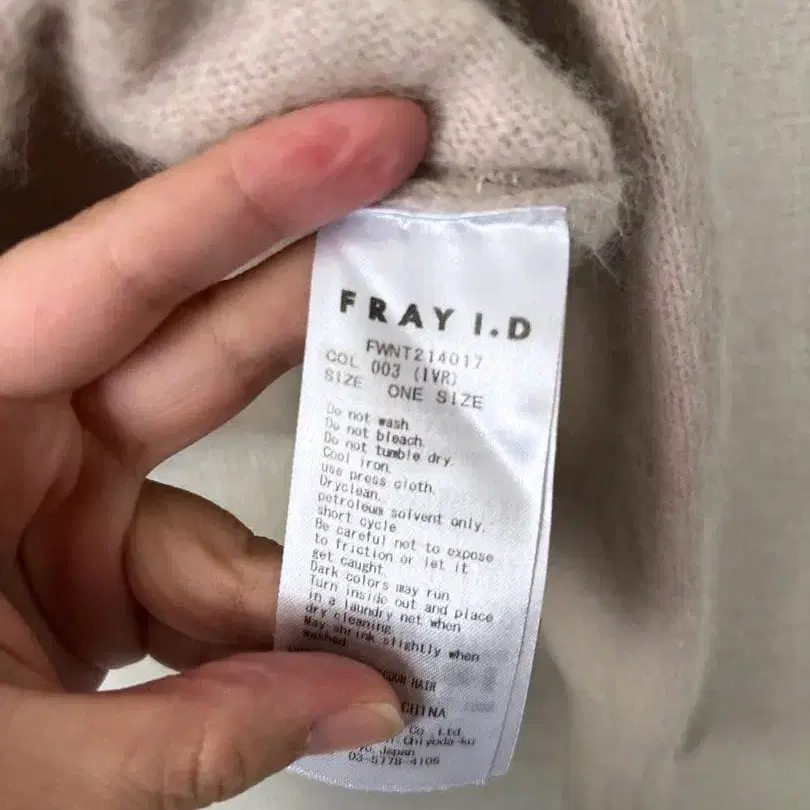 FRAY I.D
FWNT214017
COL 003 (IVR)
SIZE ONE SIZE
Do not wash.
Do not bleach.
Do not tumble dry.
Cool iron.
use press cloth.
Dryclean.
petroleum solvent only.
short cycle
Be careful not to expose
to friction or let it
get caught.
Dark colors may run.
Turn inside out and place
in a laundry net when
dry cleaning.
May shrink slightly when
washed
HAIR
CHINA
Co., Ltd.
Chiyoda-ku
Japan
03-5778-4106